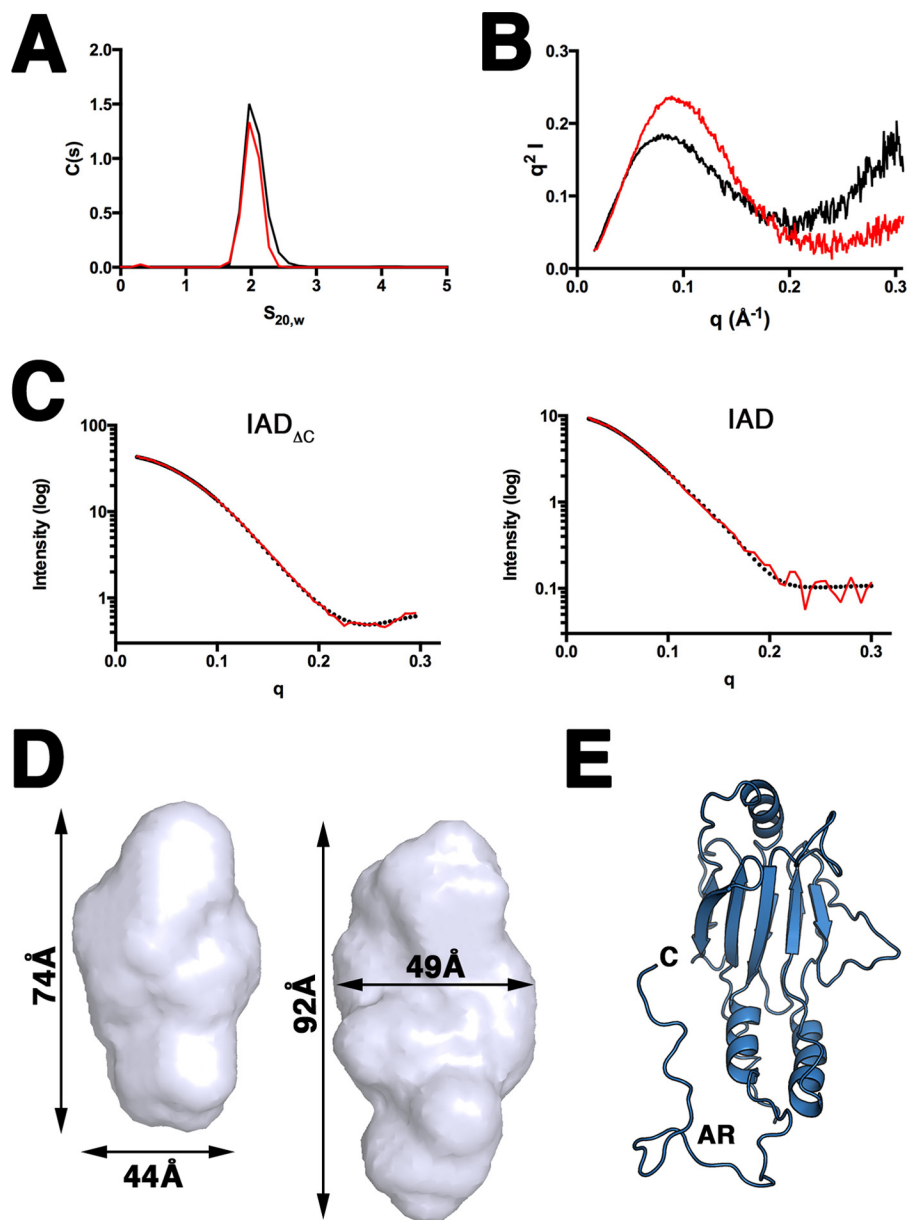 A
2.0
1.5
1.0
0.5
0.0
C(s)
0 1 2 3 4 5
S20,w
B
0.3
0.2
0.1
0.0
q2 I
0.0 0.1 0.2 0.3
q (Å-1)
C
IADΔC
100
10
1
Intensity (log)
0.0 0.1 0.2 0.3
q
IAD
10
1
0.1
Intensity (log)
0.0 0.1 0.2 0.3
q
D
74Å
44Å
92Å
49Å
E
C
AR